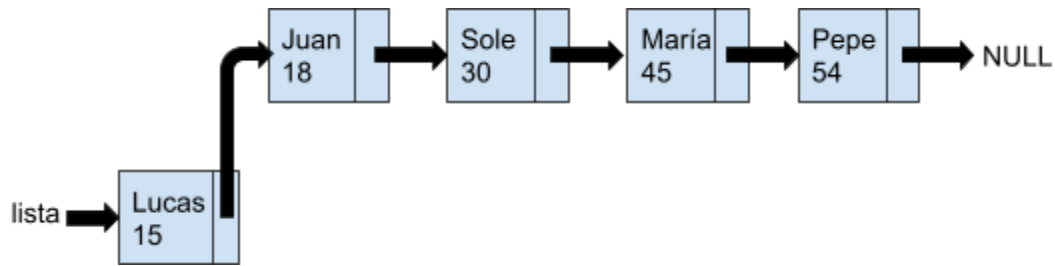 lista
Lucas
15
Juan
18
Sole
30
María
45
Pepe
54
NULL